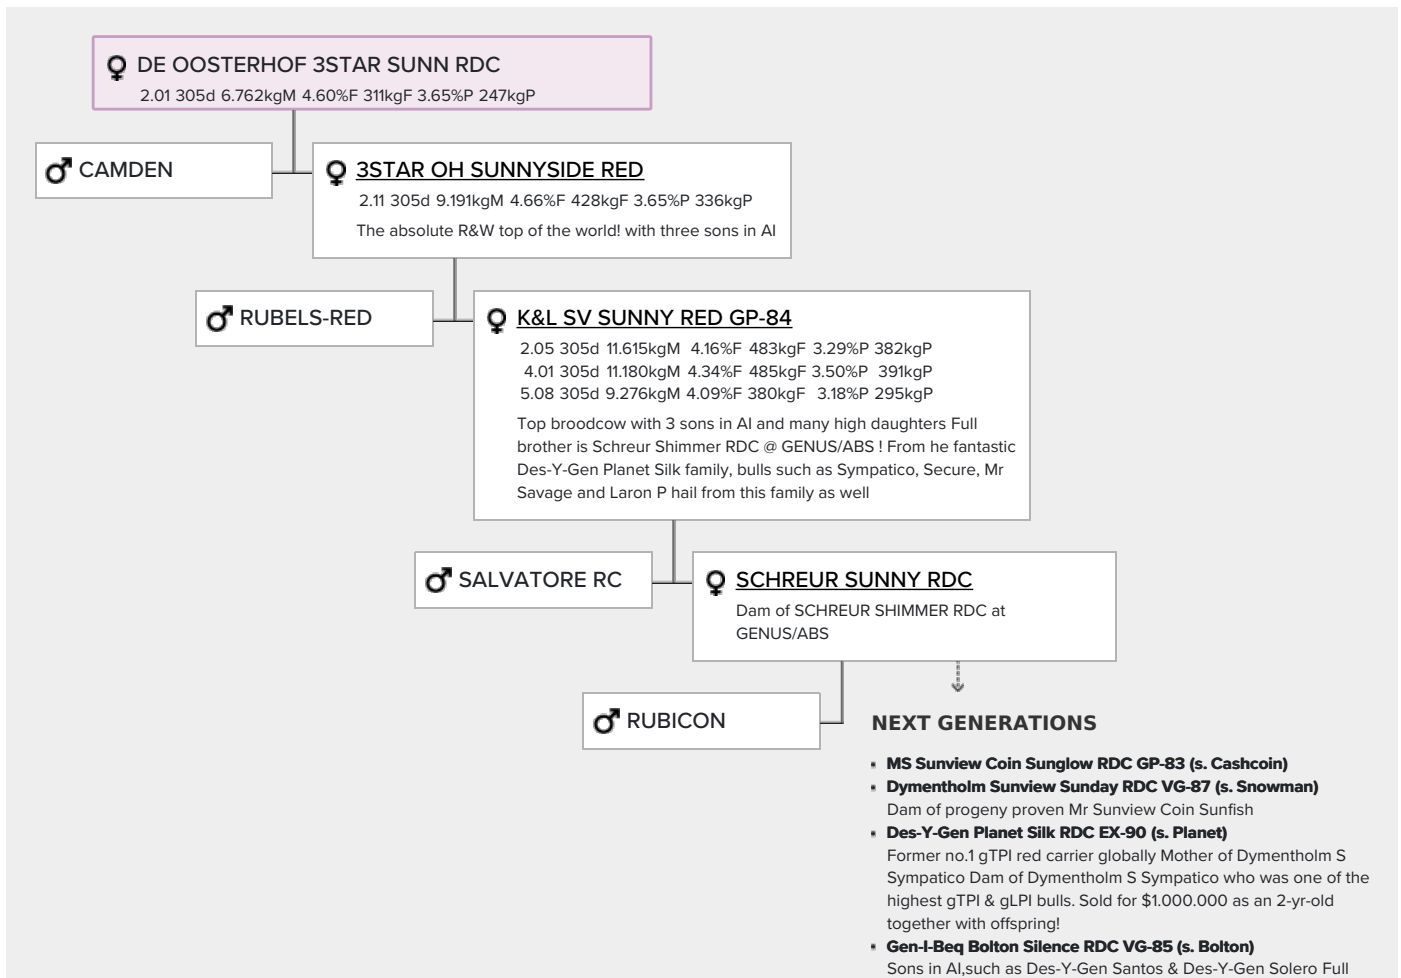 DE OOSTERHOF 3STAR SUNN RDC
2.01 305d 6.762kgM 4.60%F 311kgF 3.65%P 247kgP
CAMDEN
3STAR OH SUNNYSIDE RED
2.11 305d 9.191kgM 4.66%F 428kgF 3.65%P 336kgP
The absolute R&W top of the world! with three sons in AI
RUBELS-RED
K&L SV SUNNY RED GP-84
2.05 305d 11.615kgM 4.16%F 483kgF 3.29%P 382kgP
4.01 305d 11.180kgM 4.34%F 485kgF 3.50%P 391kgP
5.08 305d 9.276kgM 4.09%F 380kgF 3.18%P 295kgP
Top broodcow with 3 sons in AI and many high daughters Full
brother is Schreur Shimmer RDC @ GENUS/ABS ! From he fantastic
Des-Y-Gen Planet Silk family, bulls such as Sympatico, Secure, Mr
Savage and Laron P hail from this family as well
SALVATORE RC
SCHREUR SUNNY RDC
Dam of SCHREUR SHIMMER RDC at
GENUS/ABS
RUBICON
NEXT GENERATIONS
MS Sunview Coin Sunglow RDC GP-83 (s. Cashcoin)
Dymentholm Sunview Sunday RDC VG-87 (s. Snowman)
Dam of progeny proven Mr Sunview Coin Sunfish
Des-Y-Gen Planet Silk RDC EX-90 (s. Planet)
Former no.1 gTPI red carrier globally Mother of Dymentholm S
Sympatico Dam of Dymentholm S Sympatico who was one of the
highest gTPI & gLPI bulls. Sold for $1.000.000 as an 2-yr-old
together with offspring!
Gen-I-Beq Bolton Silence RDC VG-85 (s. Bolton)
Sons in AI,such as Des-Y-Gen Santos & Des-Y-Gen Solero Full